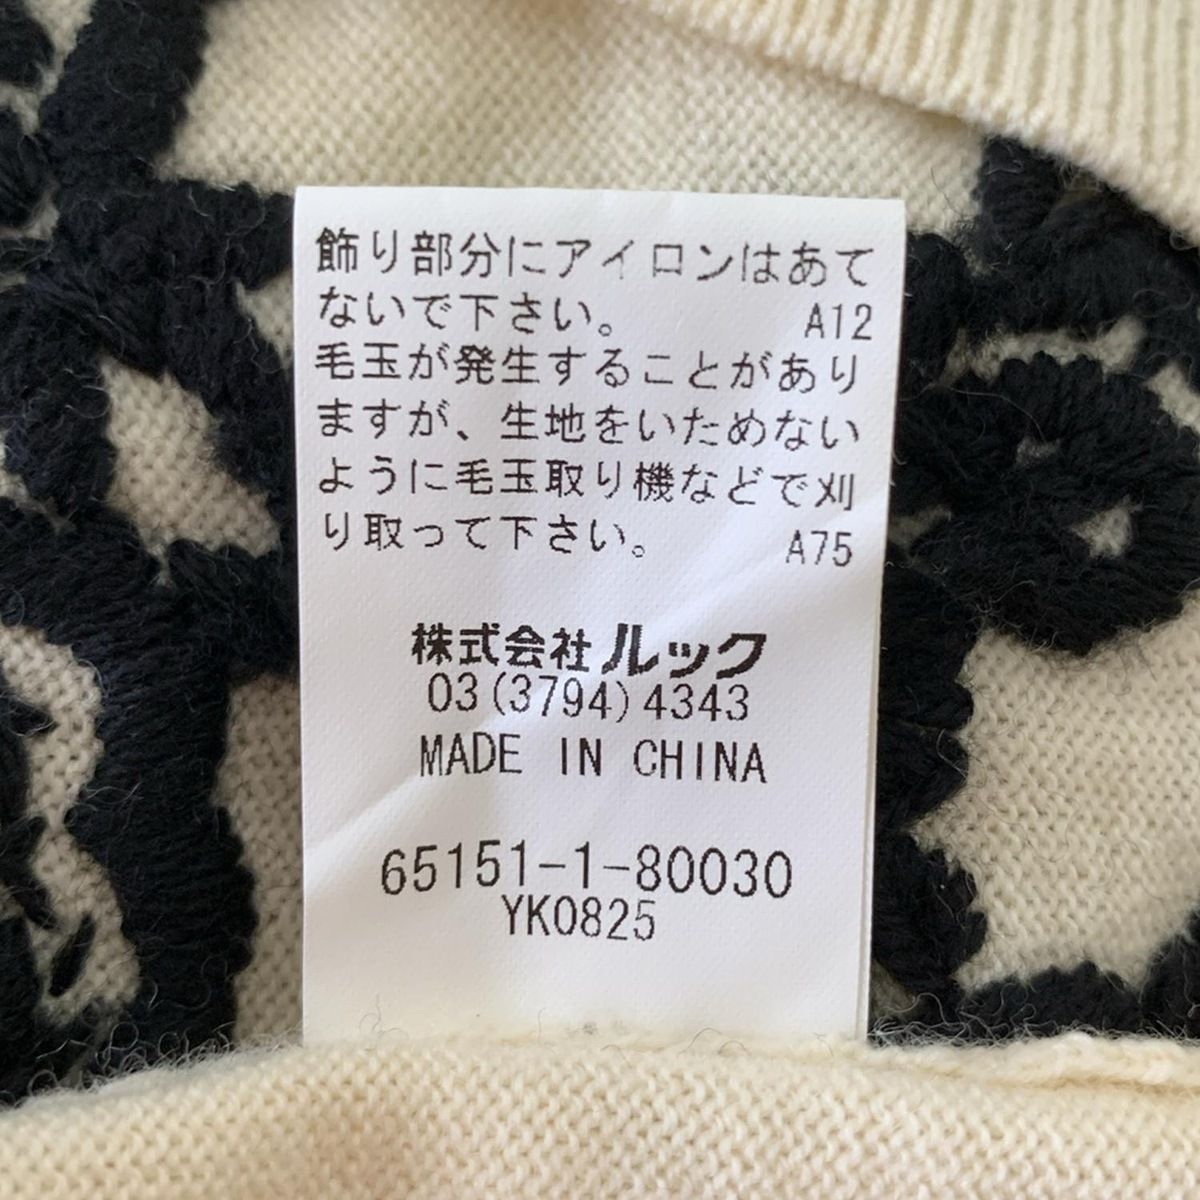 飾り部分にアイロンはあて
ないで下さい。 A12
毛玉が発生することがあり
ますが、生地をいためない
ように毛玉取り機などで刈
り取って下さい。 A75
株式会社ルック
03(3794)4343
MADE IN CHINA
65151-1-80030
YK0825